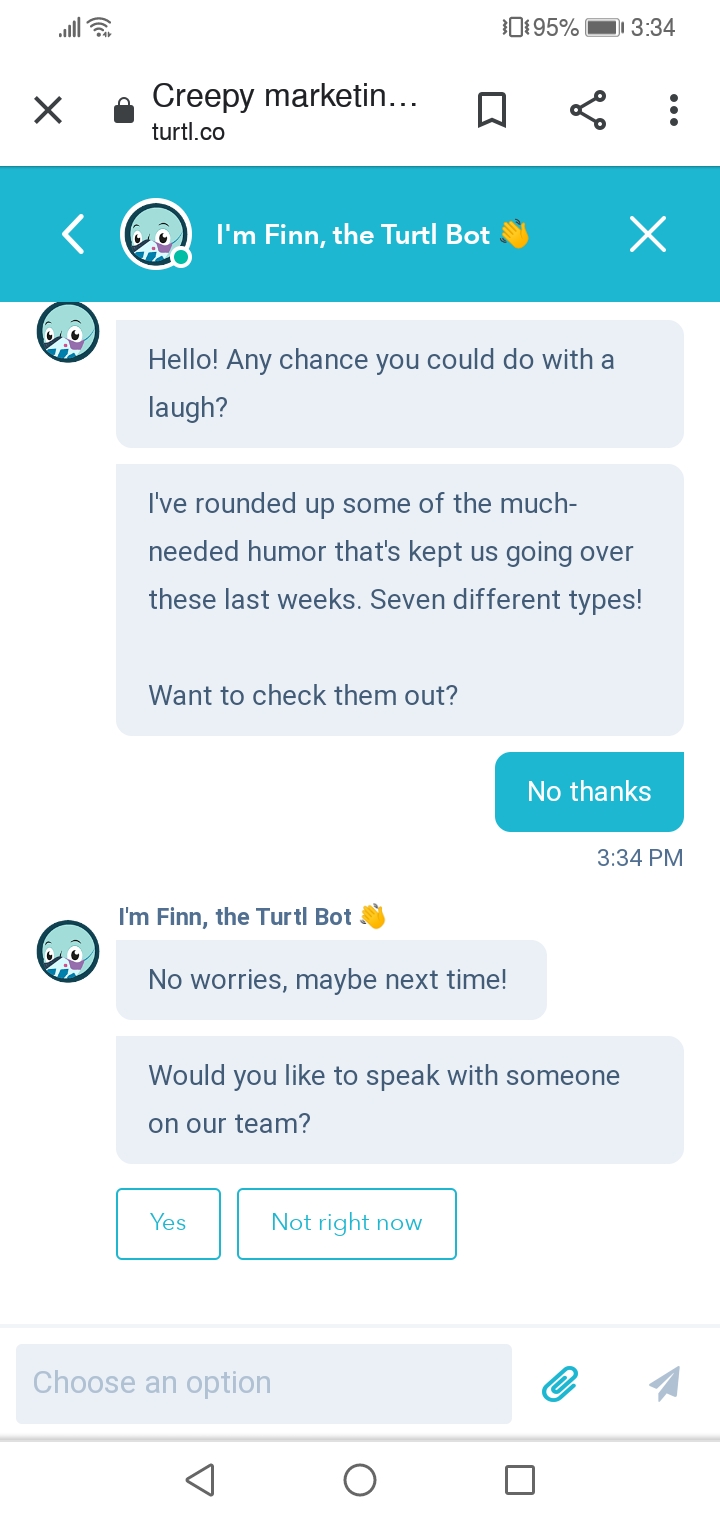 95% 3:34
Creepy marketin...
turtl.co
I'm Finn, the Turtl Bot 👋
Hello! Any chance you could do with a
laugh?
I've rounded up some of the much-
needed humor that's kept us going over
these last weeks. Seven different types!
Want to check them out?
No thanks
3:34 PM
I'm Finn, the Turtl Bot 👋
No worries, maybe next time!
Would you like to speak with someone
on our team?
Yes Not right now
Choose an option